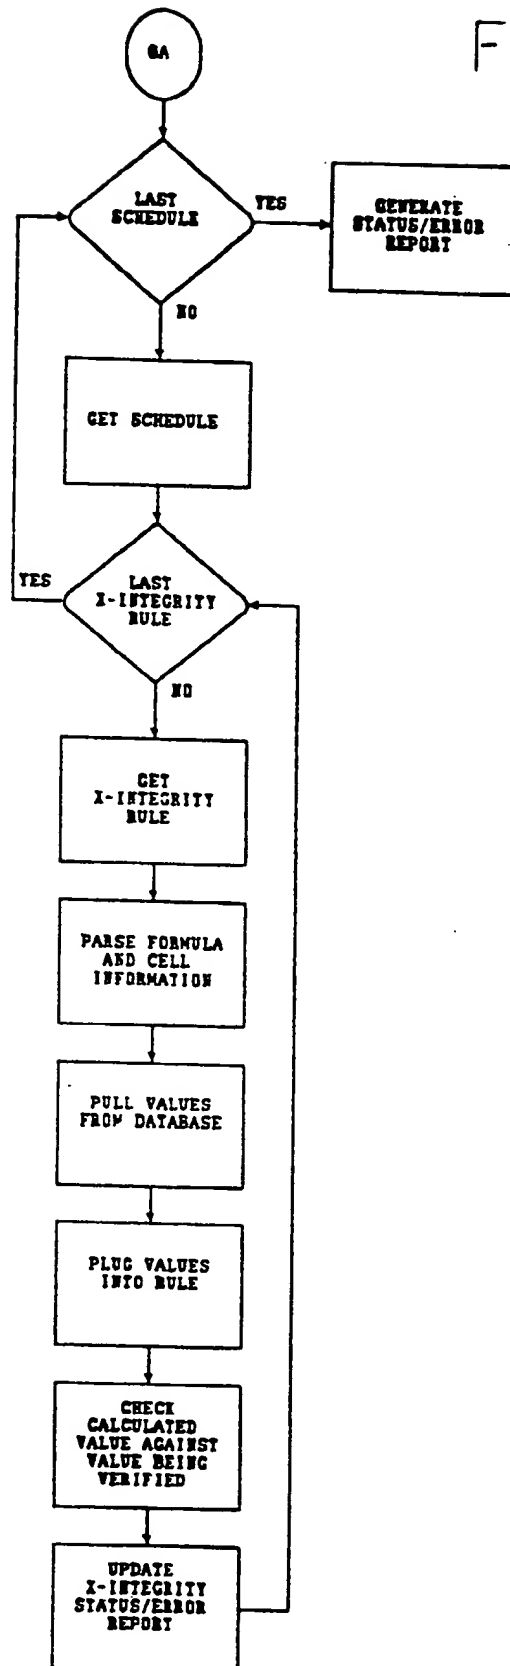 F
LAST
SCHEDULE
YES
GENERATE
STATUS/ERROR
REPORT
NO
GET SCHEDULE
YES
LAST
X-INTEGRITY
RULE
NO
GET
X-INTEGRITY
RULE
PARSE FORMULA
AND CELL
INFORMATION
PULL VALUES
FROM DATABASE
PLUG VALUES
INTO RULE
CHECK
CALCULATED
VALUE AGAINST
VALUE BEING
VERIFIED
UPDATE
X-INTEGRITY
STATUS/ERROR
REPORT